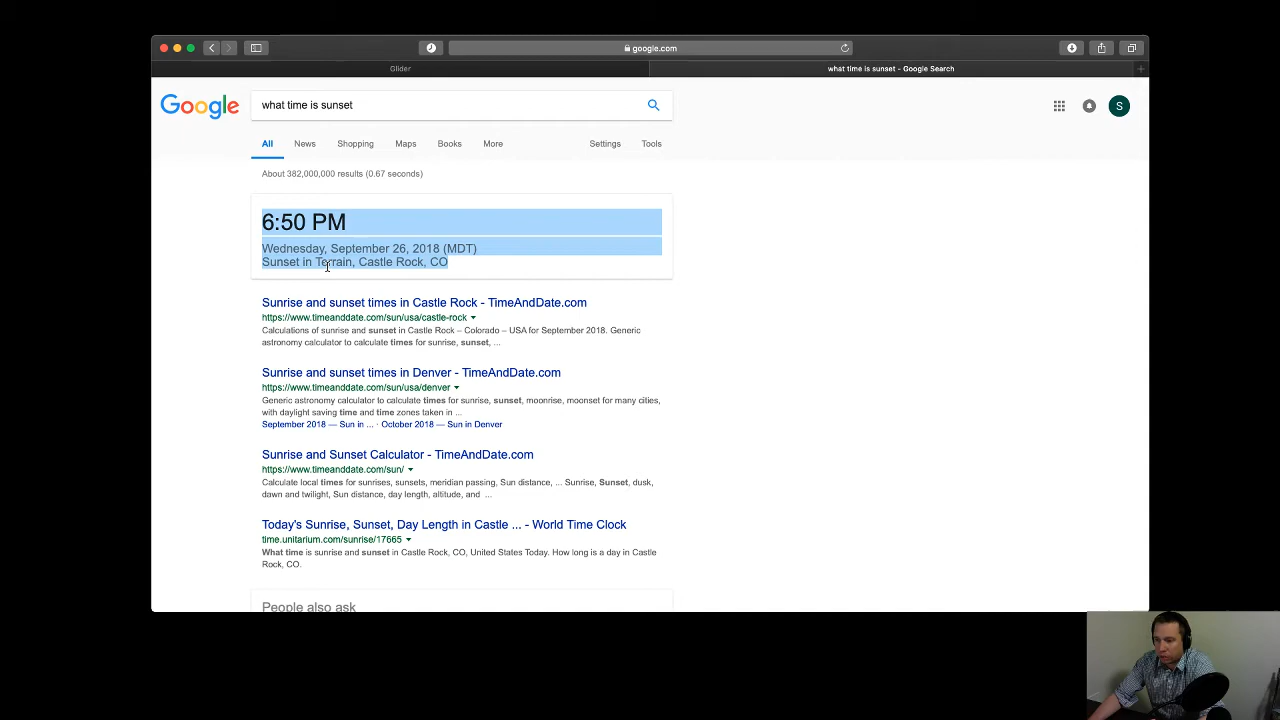 google.com
Glider
what time is sunset - Google Search
Google
what time is sunset
S
All News Shopping Maps Books More Settings Tools
About 382,000,000 results (0.67 seconds)
6:50 PM
Wednesday, September 26, 2018 (MDT)
Sunset in Terrain, Castle Rock, CO
Sunrise and sunset times in Castle Rock - TimeAndDate.com
https://www.timeanddate.com/sun/usa/castle-rock
Calculations of sunrise and sunset in Castle Rock – Colorado – USA for September 2018. Generic
astronomy calculator to calculate times for sunrise, sunset, ...
Sunrise and sunset times in Denver - TimeAndDate.com
https://www.timeanddate.com/sun/usa/denver
Generic astronomy calculator to calculate times for sunrise, sunset, moonrise, moonset for many cities,
with daylight saving time and time zones taken in ...
September 2018 — Sun in ... · October 2018 — Sun in Denver
Sunrise and Sunset Calculator - TimeAndDate.com
https://www.timeanddate.com/sun/
Calculate local times for sunrises, sunsets, meridian passing, Sun distance, ... Sunrise, Sunset, dusk,
dawn and twilight, Sun distance, day length, altitude, and ...
Today's Sunrise, Sunset, Day Length in Castle ... - World Time Clock
time.unitarium.com/sunrise/17665
What time is sunrise and sunset in Castle Rock, CO, United States Today. How long is a day in Castle
Rock, CO.
People also ask